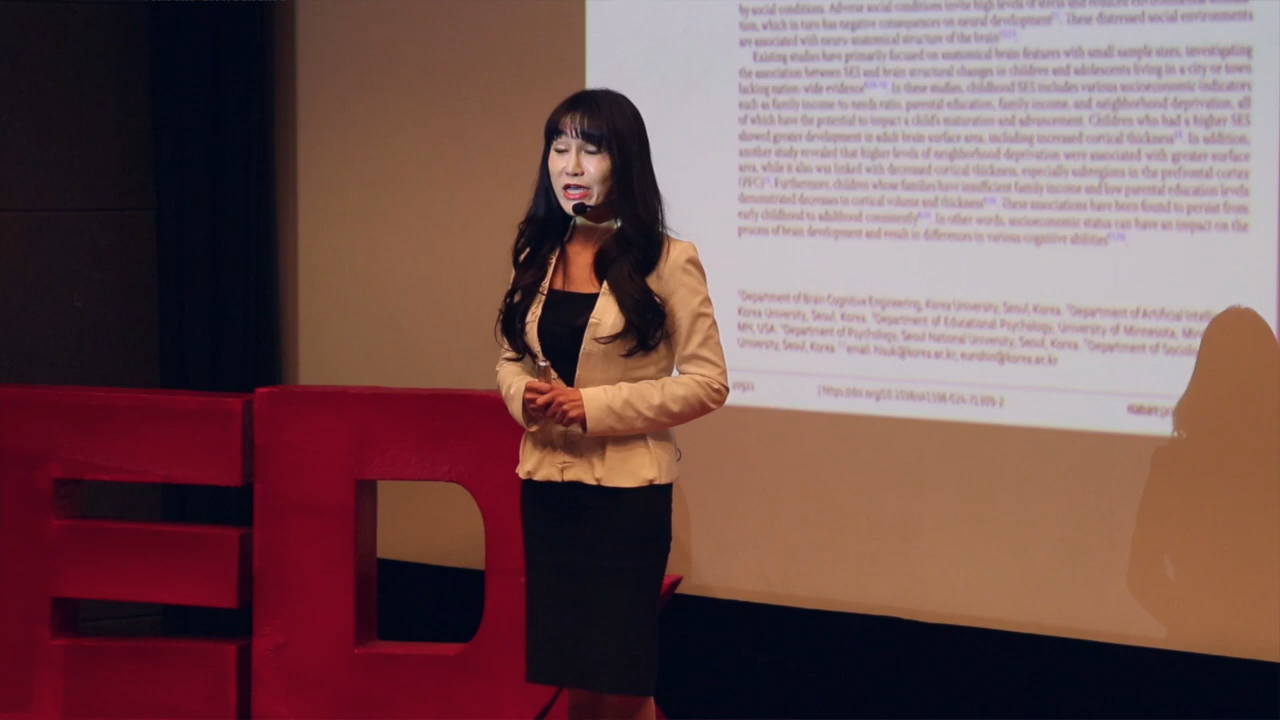 by social conditions. Adverse social conditions invite high levels of stress and reduced environmental
tion, which in turn has negative consequences on neural development. These distressed social environments
are associated with neuro-anatomical structure of the brain
Existing studies have primarily focused on anatomical brain features with small sample sizes, investigating
the association between SES and brain structural changes in children and adolescents living in a city or town
lacking nation-wide evidence. In these studies, childhood SES includes various socioeconomic indicators
such as family income-to-needs ratio, parental education, family income, and neighborhood deprivation, all
of which have the potential to impact a child's maturation and advancement. Children who had a higher SES
showed greater development in adult brain surface area, including increased cortical thickness. In addition,
another study revealed that higher levels of neighborhood deprivation were associated with greater surface
area, while it also was linked with decreased cortical thickness, especially subregions in the prefrontal cortex
(PFC). Furthermore, children whose families have insufficient family income and low parental education levels
demonstrated decreases in cortical volume and thickness. These associations have been found to persist from
early childhood to adulthood consistently. In other words, socioeconomic status can have an impact on the
process of brain development and result in differences in various cognitive abilities
Department of Brain Cognitive Engineering, Korea University, Seoul, Korea. Department of Artificial Intelli
Korea University, Seoul, Korea. Department of Educational Psychology, University of Minnesota, Min
MN, USA. Department of Psychology, Seoul National University, Seoul, Korea. Department of Sociolo
University, Seoul, Korea. email:
https://doi.org/
nature
ED